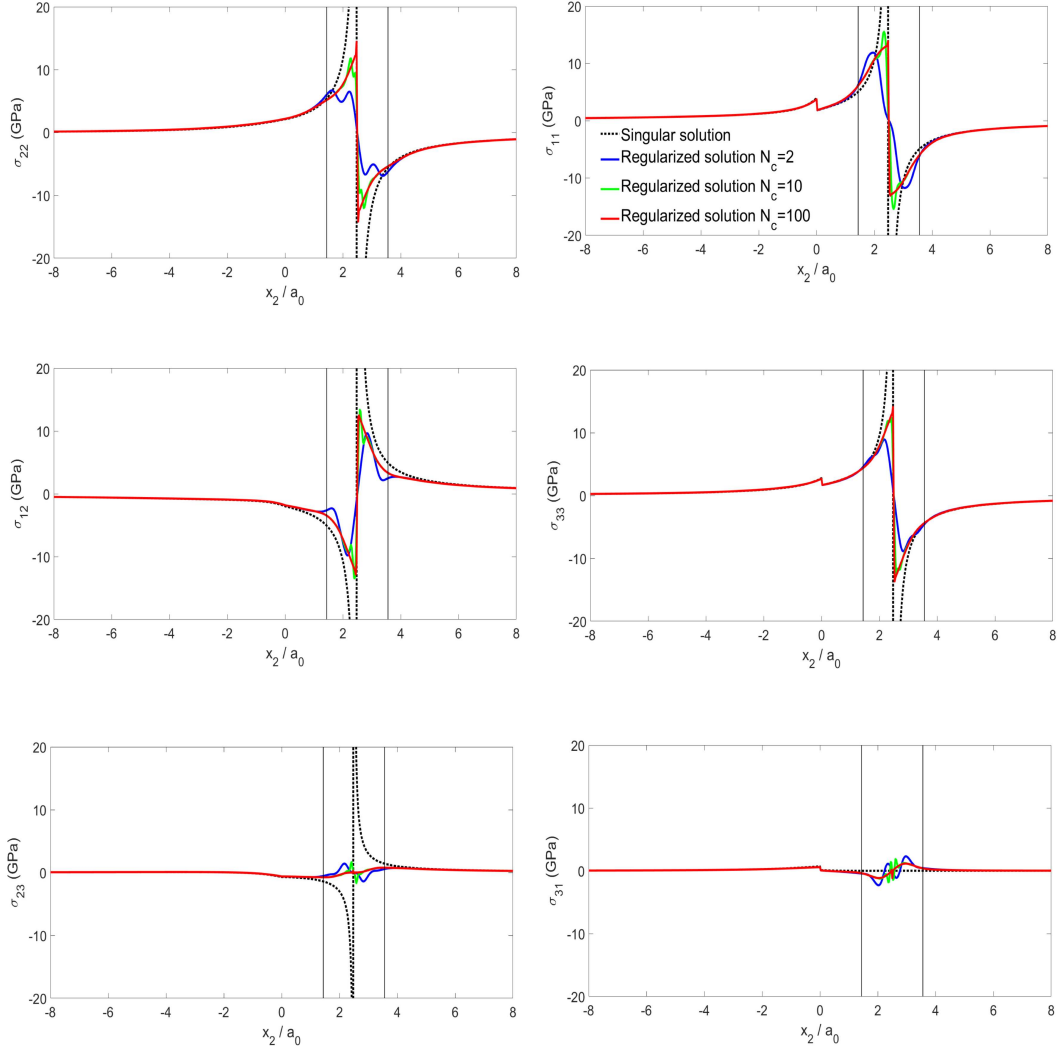 20
10
0
-10
-20
σ22 (GPa)
-8 -6 -4 -2 0 2 4 6 8
x2 / a0
20
10
0
-10
-20
σ11 (GPa)
Singular solution
Regularized solution Nc=2
Regularized solution Nc=10
Regularized solution Nc=100
-8 -6 -4 -2 0 2 4 6 8
x2 / a0
20
10
0
-10
-20
σ12 (GPa)
-8 -6 -4 -2 0 2 4 6 8
x2 / a0
20
10
0
-10
-20
σ33 (GPa)
-8 -6 -4 -2 0 2 4 6 8
x2 / a0
20
10
0
-10
-20
σ23 (GPa)
-8 -6 -4 -2 0 2 4 6 8
x2 / a0
20
10
0
-10
-20
σ31 (GPa)
-8 -6 -4 -2 0 2 4 6 8
x2 / a0